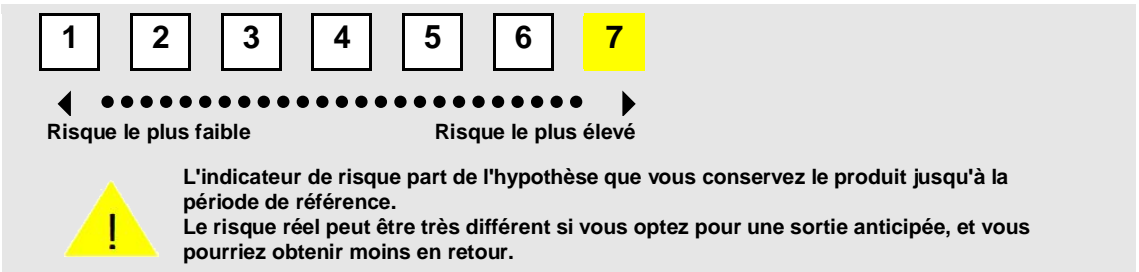 1 2 3 4 5 6 7
Risque le plus faible Risque le plus élevé
L'indicateur de risque part de l'hypothèse que vous conservez le produit jusqu'à la
période de référence.
Le risque réel peut être très différent si vous optez pour une sortie anticipée, et vous
pourriez obtenir moins en retour.
!